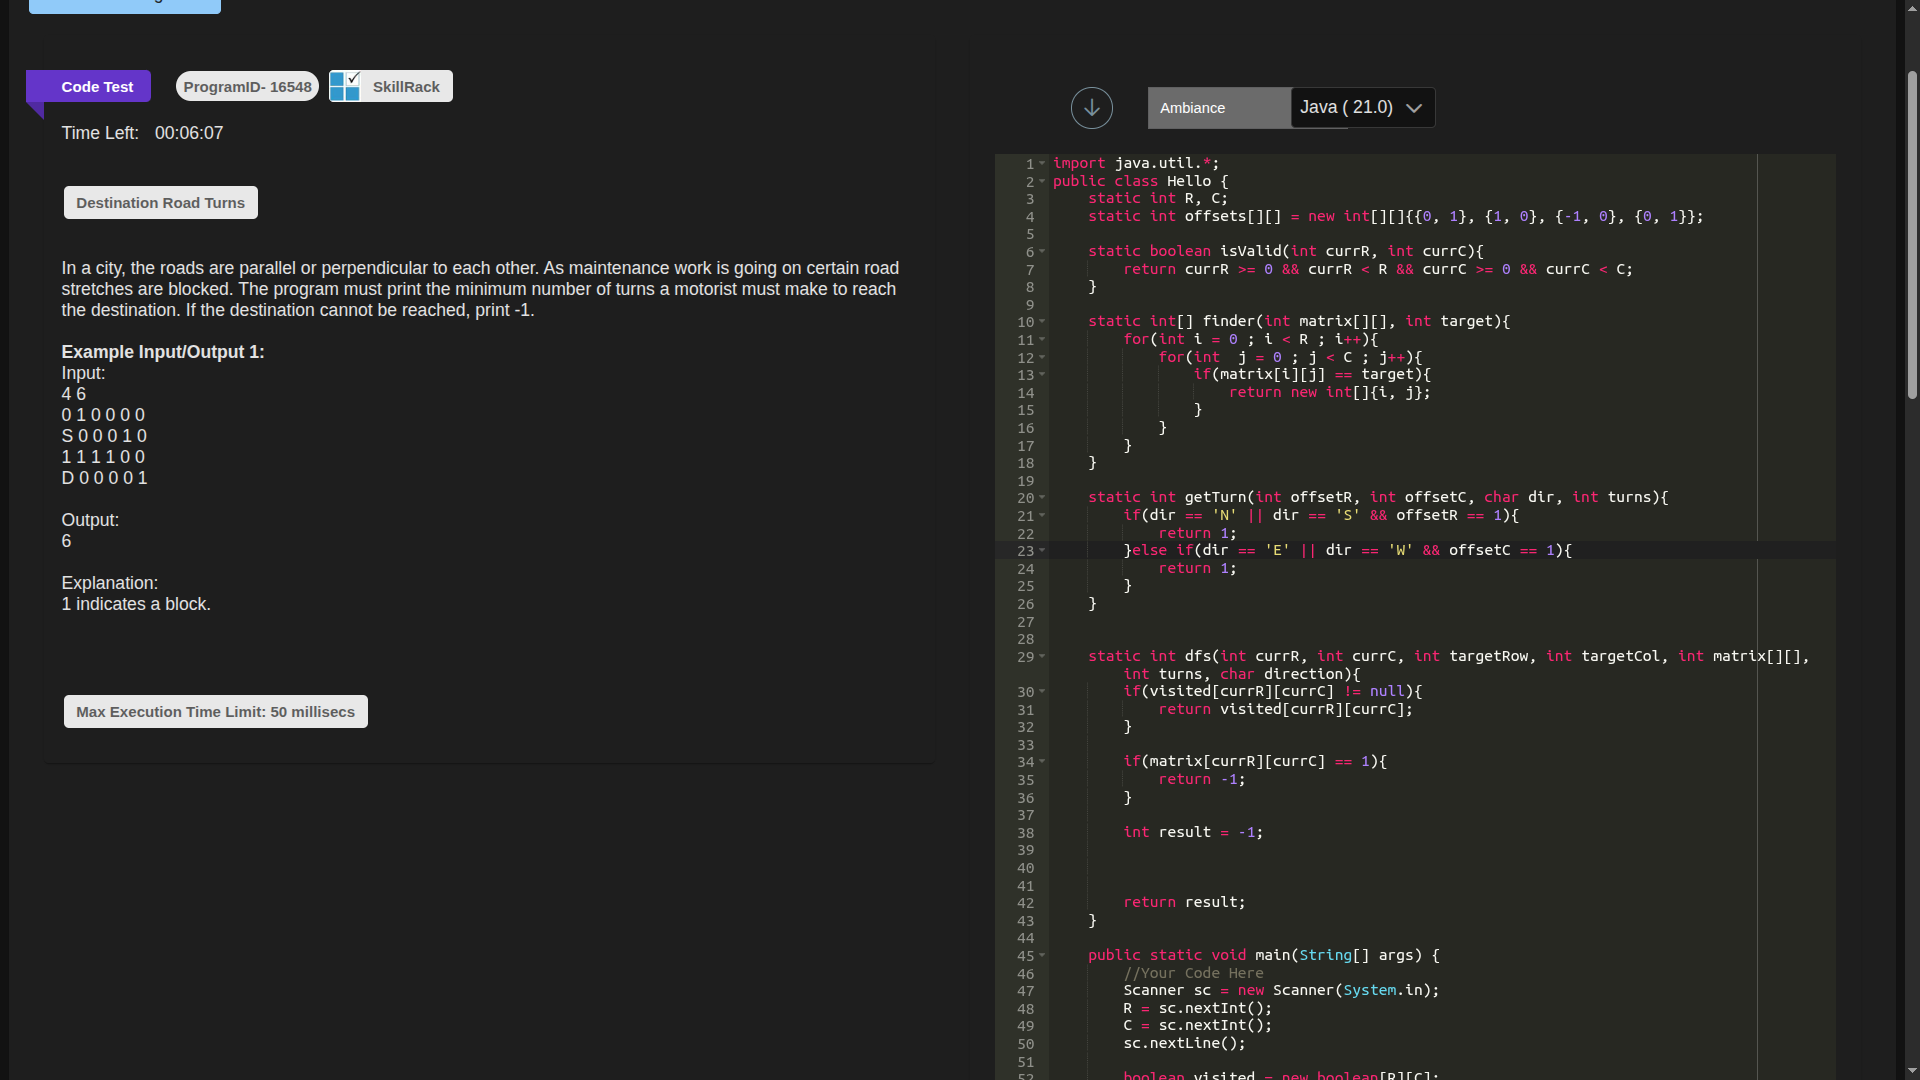 Code Test
ProgramID- 16548
SkillRack
Time Left: 00:06:07
Destination Road Turns
In a city, the roads are parallel or perpendicular to each other. As maintenance work is going on certain road
stretches are blocked. The program must print the minimum number of turns a motorist must make to reach
the destination. If the destination cannot be reached, print -1.
Example Input/Output 1:
Input:
4 6
0 1 0 0 0 0
S 0 0 0 1 0
1 1 1 1 0 0
D 0 0 0 0 1
Output:
6
Explanation:
1 indicates a block.
Max Execution Time Limit: 50 millisecs
Ambiance
Java ( 21.0)
1 import java.util.*;
2 public class Hello {
3     static int R, C;
4     static int offsets[][] = new int[][]{{0, 1}, {1, 0}, {-1, 0}, {0, 1}};
5
6     static boolean isValid(int currR, int currC){
7         return currR >= 0 && currR < R && currC >= 0 && currC < C;
8     }
9
10     static int[] finder(int matrix[][], int target){
11         for(int i = 0 ; i < R ; i++){
12             for(int  j = 0 ; j < C ; j++){
13                 if(matrix[i][j] == target){
14                     return new int[]{i, j};
15                 }
16             }
17         }
18     }
19
20     static int getTurn(int offsetR, int offsetC, char dir, int turns){
21         if(dir == 'N' || dir == 'S' && offsetR == 1){
22             return 1;
23         }else if(dir == 'E' || dir == 'W' && offsetC == 1){
24             return 1;
25         }
26     }
27
28
29     static int dfs(int currR, int currC, int targetRow, int targetCol, int matrix[][],
        int turns, char direction){
30         if(visited[currR][currC] != null){
31             return visited[currR][currC];
32         }
33
34         if(matrix[currR][currC] == 1){
35             return -1;
36         }
37
38         int result = -1;
39
40
41
42         return result;
43     }
44
45     public static void main(String[] args) {
46         //Your Code Here
47         Scanner sc = new Scanner(System.in);
48         R = sc.nextInt();
49         C = sc.nextInt();
50         sc.nextLine();
51
52         boolean visited = new boolean[R][C];